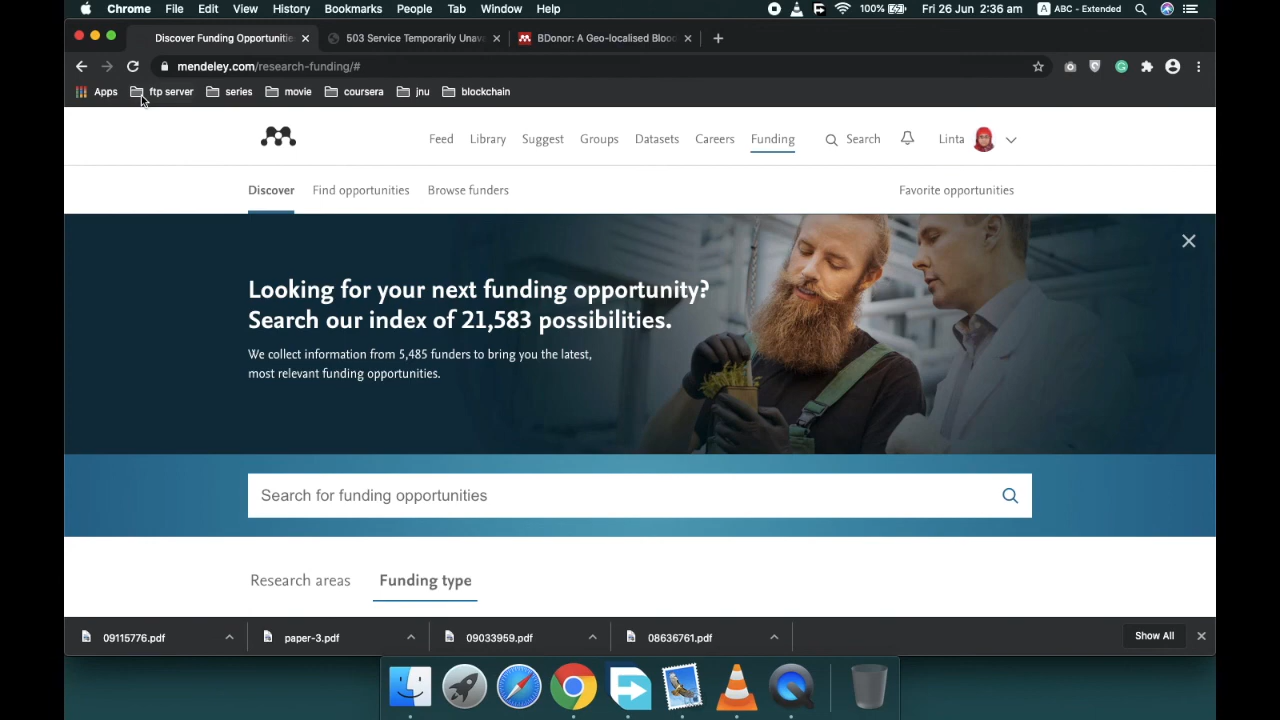 Chrome File Edit View History Bookmarks People Tab Window Help 100% Fri 26 Jun 2:36 am A ABC - Extended
Discover Funding Opportunitie 503 Service Temporarily Unav BDonor: A Geo-localised Bloo
mendeley.com/research-funding/#
Apps ftp server series movie coursera jnu blockchain
Feed Library Suggest Groups Datasets Careers Funding Search Linta
Discover Find opportunities Browse funders Favorite opportunities
Looking for your next funding opportunity?
Search our index of 21,583 possibilities.
We collect information from 5,485 funders to bring you the latest,
most relevant funding opportunities.
Search for funding opportunities
Research areas Funding type
09115776.pdf paper-3.pdf 09033959.pdf 08636761.pdf Show All